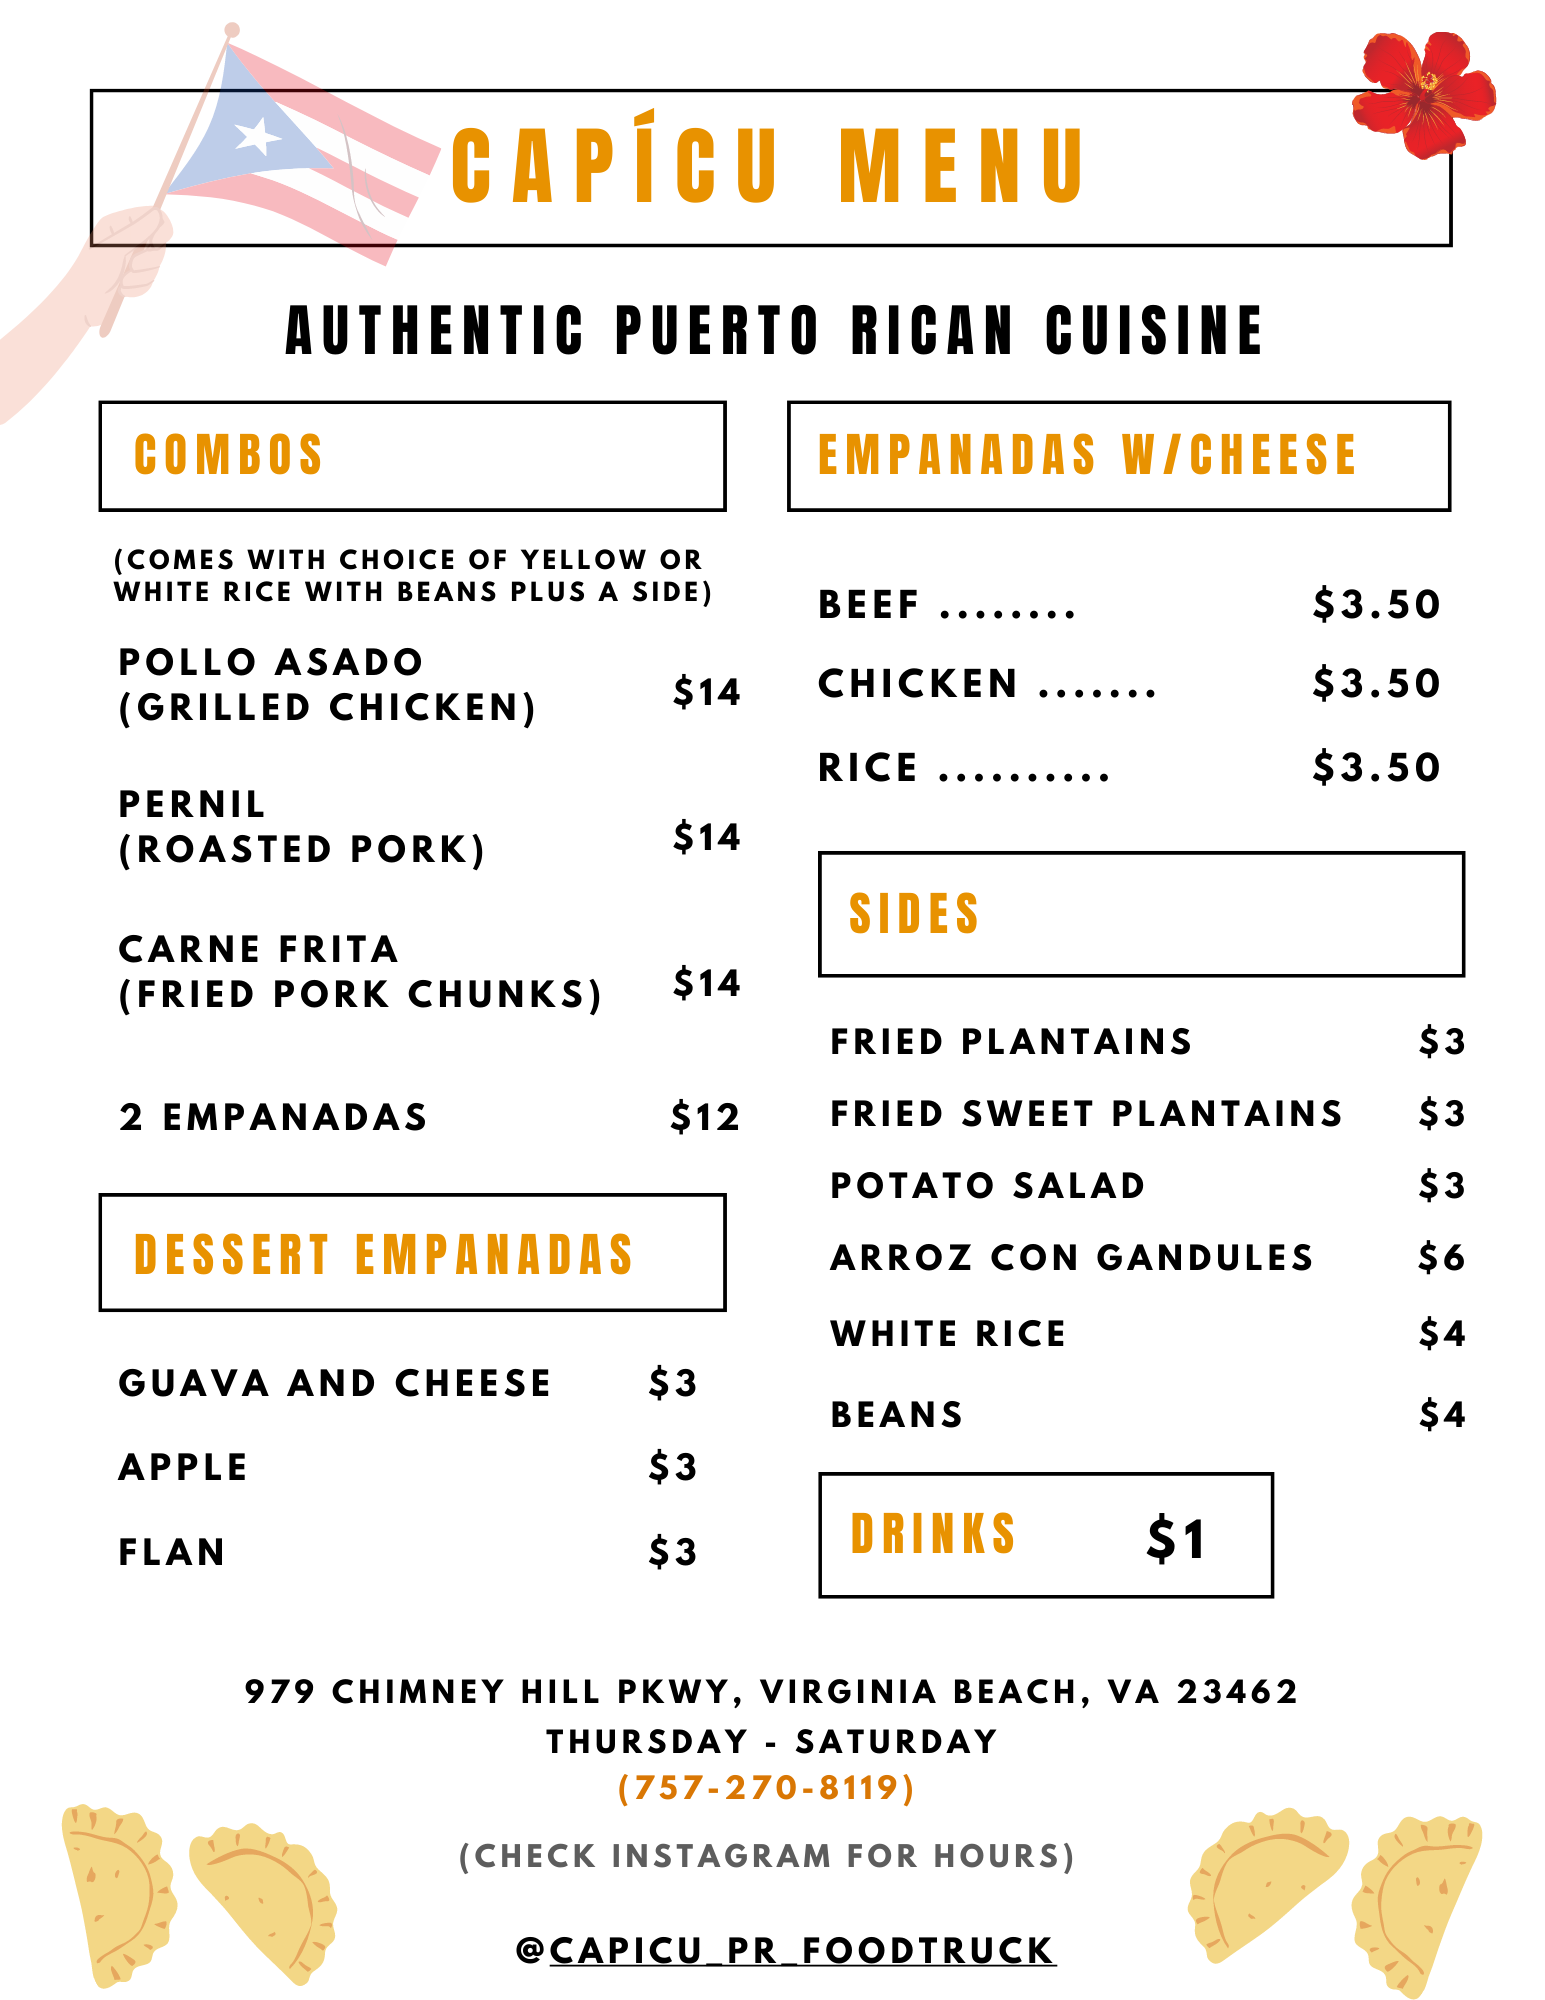 CAPÍCU MENU
AUTHENTIC PUERTO RICAN CUISINE
COMBOS
(COMES WITH CHOICE OF YELLOW OR
WHITE RICE WITH BEANS PLUS A SIDE)
POLLO ASADO
(GRILLED CHICKEN) $14
PERNIL
(ROASTED PORK) $14
CARNE FRITA
(FRIED PORK CHUNKS) $14
2 EMPANADAS $12
DESSERT EMPANADAS
GUAVA AND CHEESE $3
APPLE $3
FLAN $3
EMPANADAS W/CHEESE
BEEF ........ $3.50
CHICKEN ....... $3.50
RICE .......... $3.50
SIDES
FRIED PLANTAINS $3
FRIED SWEET PLANTAINS $3
POTATO SALAD $3
ARROZ CON GANDULES $6
WHITE RICE $4
BEANS $4
DRINKS $1
979 CHIMNEY HILL PKWY, VIRGINIA BEACH, VA 23462
THURSDAY - SATURDAY
(757-270-8119)
(CHECK INSTAGRAM FOR HOURS)
@CAPICU_PR_FOODTRUCK